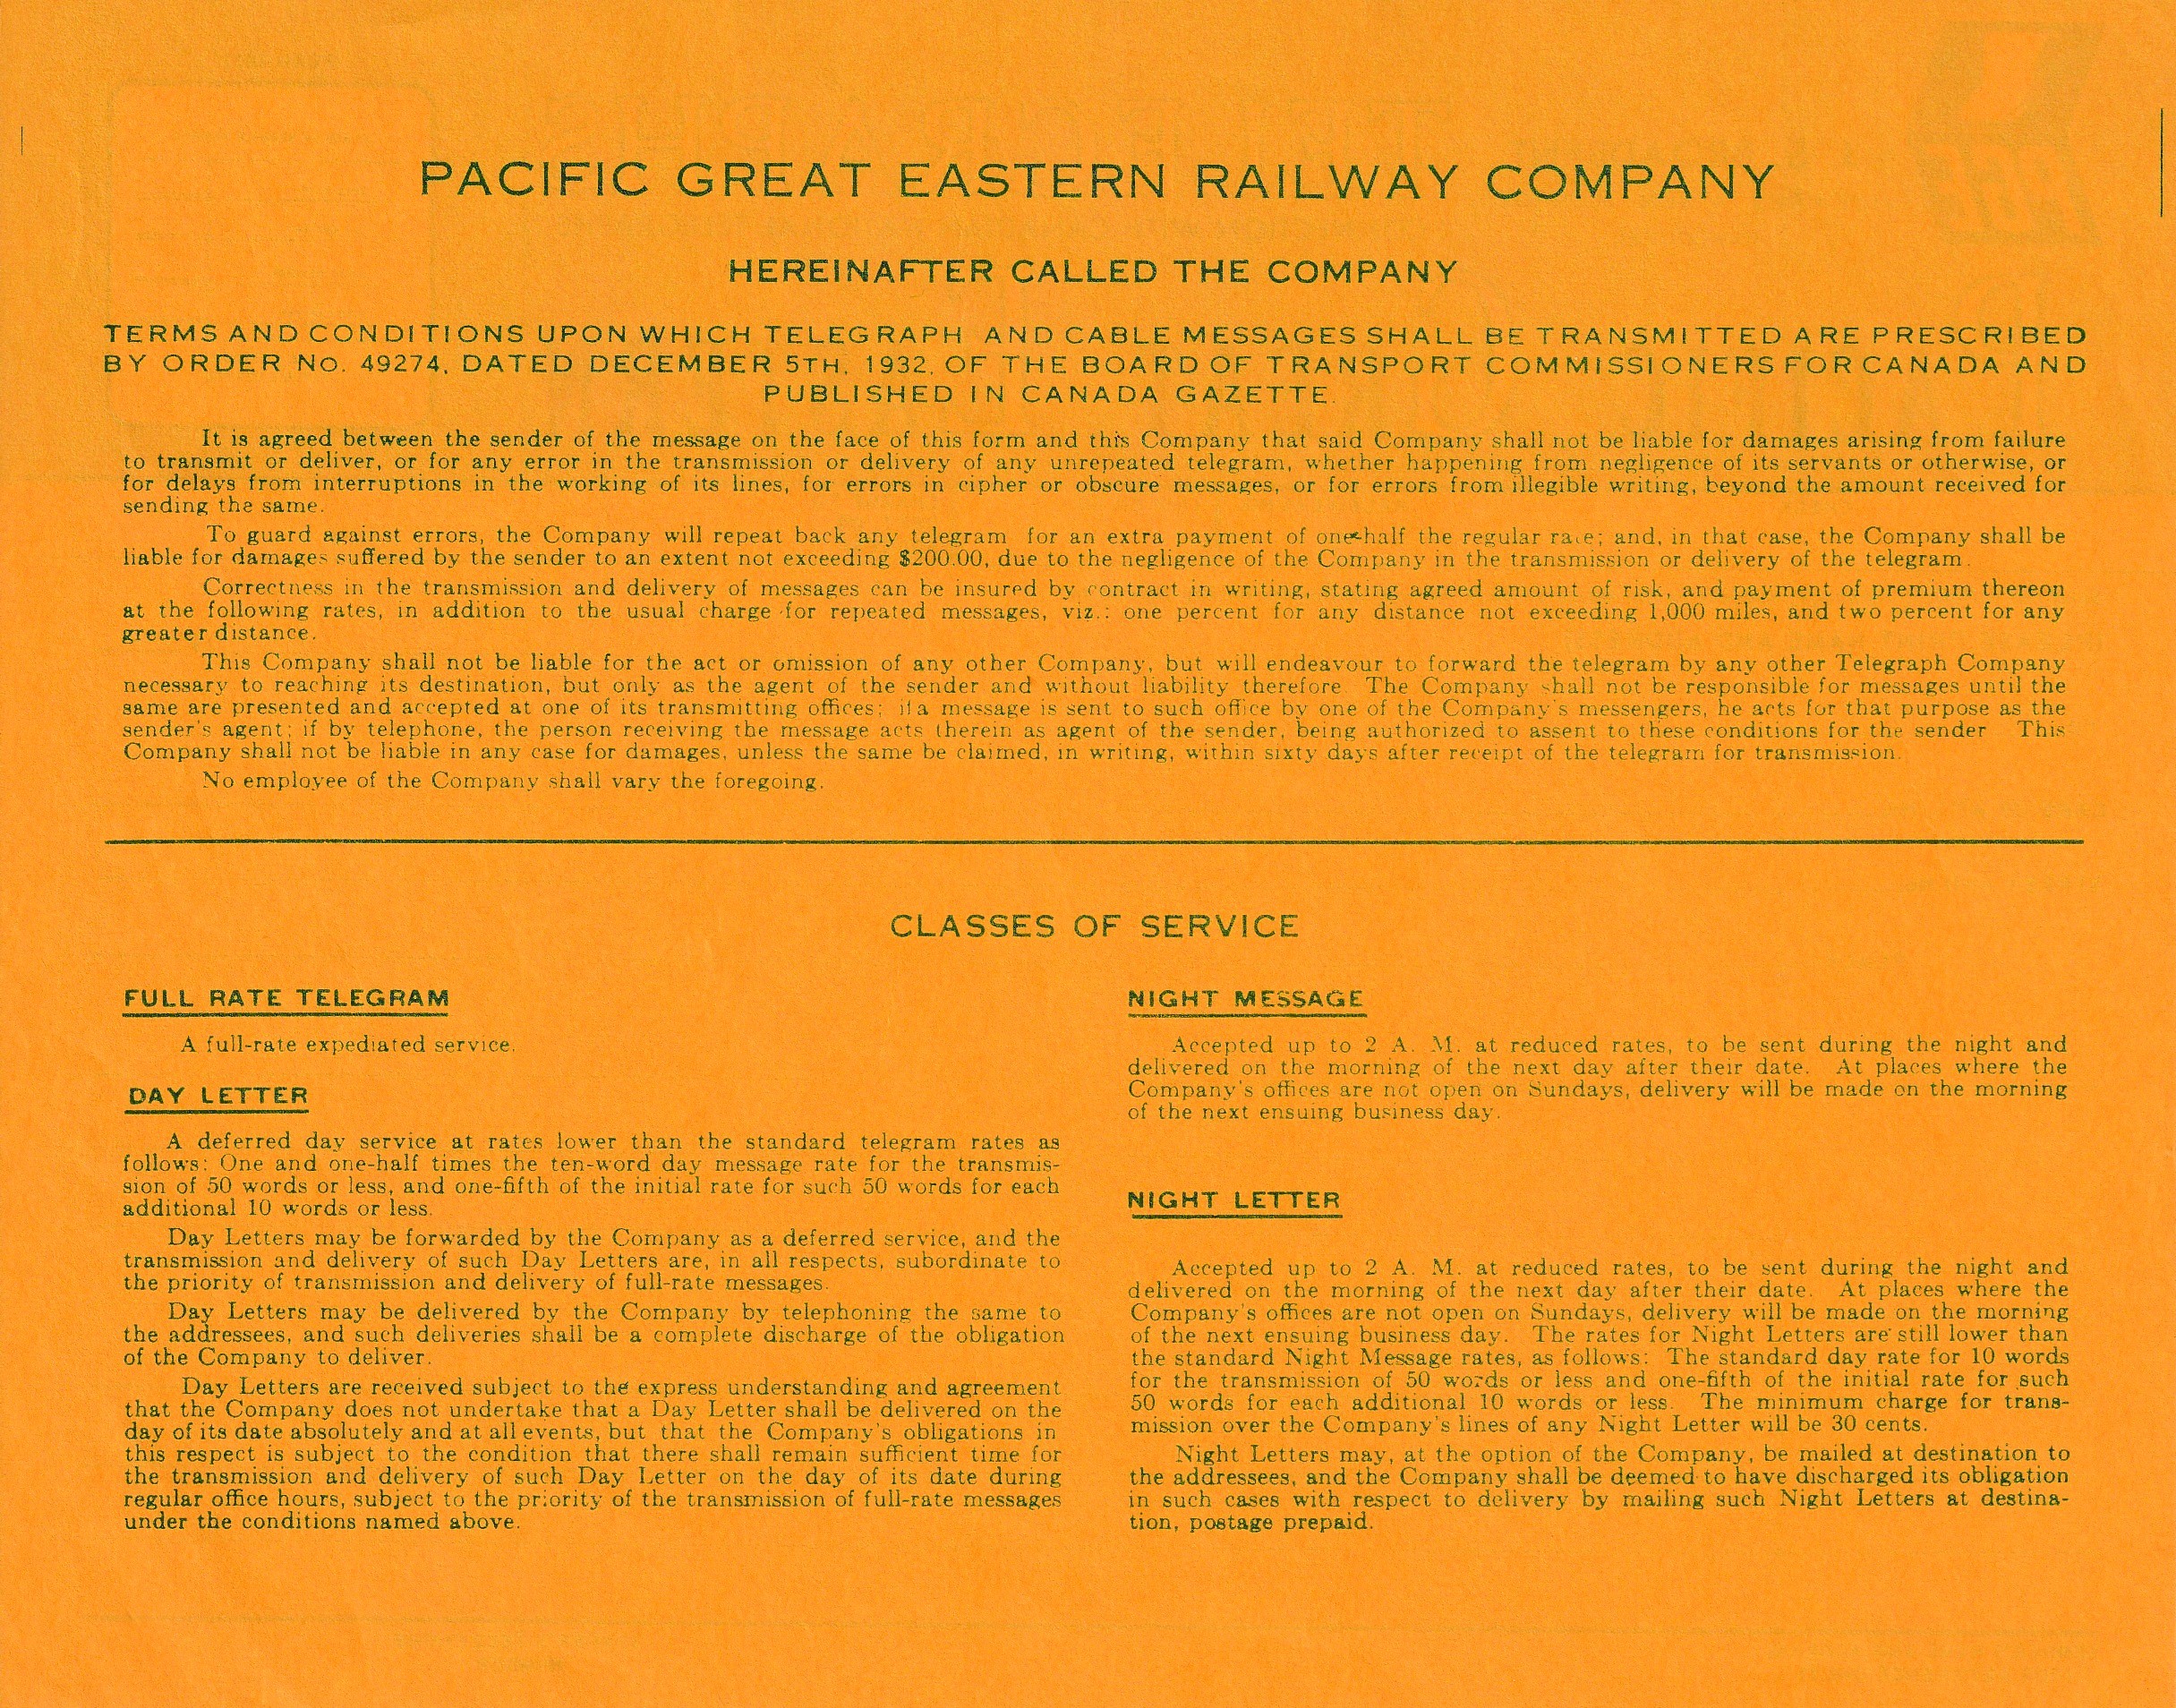 PACIFIC GREAT EASTERN RAILWAY COMPANY
HEREINAFTER CALLED THE COMPANY
TERMS AND CONDITIONS UPON WHICH TELEGRAPH AND CABLE MESSAGES SHALL BE TRANSMITTED ARE PRESCRIBED
BY ORDER No. 49274, DATED DECEMBER 5TH, 1932, OF THE BOARD OF TRANSPORT COMMISSIONERS FOR CANADA AND
PUBLISHED IN CANADA GAZETTE.
It is agreed between the sender of the message on the face of this form and this Company that said Company shall not be liable for damages arising from failure
to transmit or deliver, or for any error in the transmission or delivery of any unrepeated telegram, whether happening from negligence of its servants or otherwise, or
for delays from interruptions in the working of its lines, for errors in cipher or obscure messages, or for errors from illegible writing, beyond the amount received for
sending the same.
To guard against errors, the Company will repeat back any telegram for an extra payment of one-half the regular rate; and, in that case, the Company shall be
liable for damages suffered by the sender to an extent not exceeding $200.00, due to the negligence of the Company in the transmission or delivery of the telegram.
Correctness in the transmission and delivery of messages can be insured by contract in writing, stating agreed amount of risk, and payment of premium thereon
at the following rates, in addition to the usual charge for repeated messages, viz.: one percent for any distance not exceeding 1,000 miles, and two percent for any
greater distance.
This Company shall not be liable for the act or omission of any other Company, but will endeavour to forward the telegram by any other Telegraph Company
necessary to reaching its destination, but only as the agent of the sender and without liability therefore The Company shall not be responsible for messages until the
same are presented and accepted at one of its transmitting offices; if a message is sent to such office by one of the Company's messengers, he acts for that purpose as the
sender's agent; if by telephone, the person receiving the message acts therein as agent of the sender, being authorized to assent to these conditions for the sender This
Company shall not be liable in any case for damages, unless the same be claimed, in writing, within sixty days after receipt of the telegram for transmission.
No employee of the Company shall vary the foregoing.
CLASSES OF SERVICE
FULL RATE TELEGRAM
A full-rate expediated service.
DAY LETTER
A deferred day service at rates lower than the standard telegram rates as
follows: One and one-half times the ten-word day message rate for the transmis-
sion of 50 words or less, and one-fifth of the initial rate for such 50 words for each
additional 10 words or less.
Day Letters may be forwarded by the Company as a deferred service, and the
transmission and delivery of such Day Letters are, in all respects, subordinate to
the priority of transmission and delivery of full-rate messages.
Day Letters may be delivered by the Company by telephoning the same to
the addressees, and such deliveries shall be a complete discharge of the obligation
of the Company to deliver.
Day Letters are received subject to the express understanding and agreement
that the Company does not undertake that a Day Letter shall be delivered on the
day of its date absolutely and at all events, but that the Company's obligations in
this respect is subject to the condition that there shall remain sufficient time for
the transmission and delivery of such Day Letter on the day of its date during
regular office hours, subject to the priority of the transmission of full-rate messages
under the conditions named above.
NIGHT MESSAGE
Accepted up to 2 A. M. at reduced rates, to be sent during the night and
delivered on the morning of the next day after their date. At places where the
Company's offices are not open on Sundays, delivery will be made on the morning
of the next ensuing business day.
NIGHT LETTER
Accepted up to 2 A. M. at reduced rates, to be sent during the night and
delivered on the morning of the next day after their date. At places where the
Company's offices are not open on Sundays, delivery will be made on the morning
of the next ensuing business day. The rates for Night Letters are still lower than
the standard Night Message rates, as follows: The standard day rate for 10 words
for the transmission of 50 words or less and one-fifth of the initial rate for such
50 words for each additional 10 words or less. The minimum charge for trans-
mission over the Company's lines of any Night Letter will be 30 cents.
Night Letters may, at the option of the Company, be mailed at destination to
the addressees, and the Company shall be deemed to have discharged its obligation
in such cases with respect to delivery by mailing such Night Letters at destina-
tion, postage prepaid.